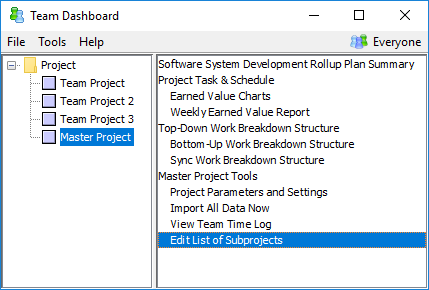 Team Dashboard
File Tools Help Everyone
Project
Team Project
Team Project 2
Team Project 3
Master Project
Software System Development Rollup Plan Summary
Project Task & Schedule
Earned Value Charts
Weekly Earned Value Report
Top-Down Work Breakdown Structure
Bottom-Up Work Breakdown Structure
Sync Work Breakdown Structure
Master Project Tools
Project Parameters and Settings
Import All Data Now
View Team Time Log
Edit List of Subprojects